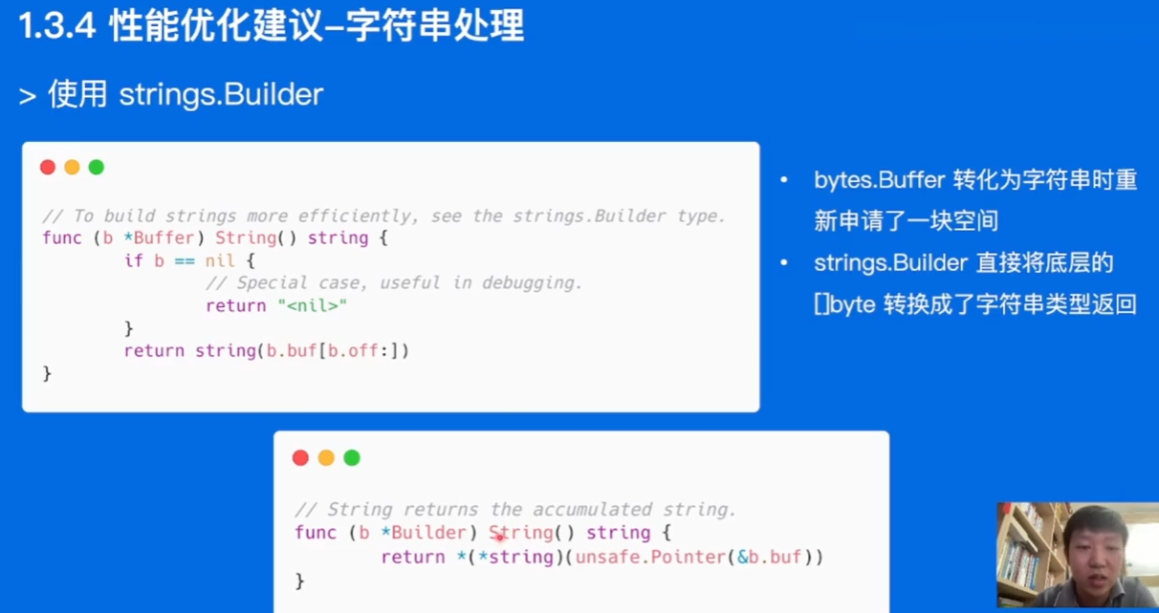 1.3.4 性能优化建议–字符串处理
> 使用 strings.Builder
// To build strings more efficiently, see the strings.Builder type.
func (b *Buffer) String() string {
if b == nil {
// Special case, useful in debugging.
return "<nil>"
}
return string(b.buf[b.off:])
}
• bytes.Buffer 转化为字符串时重
新申请了一块空间
• strings.Builder 直接将底层的
[]byte 转换成了字符串类型返回
// String returns the accumulated string.
func (b *Builder) String() string {
return *(*string)(unsafe.Pointer(&b.buf))
}